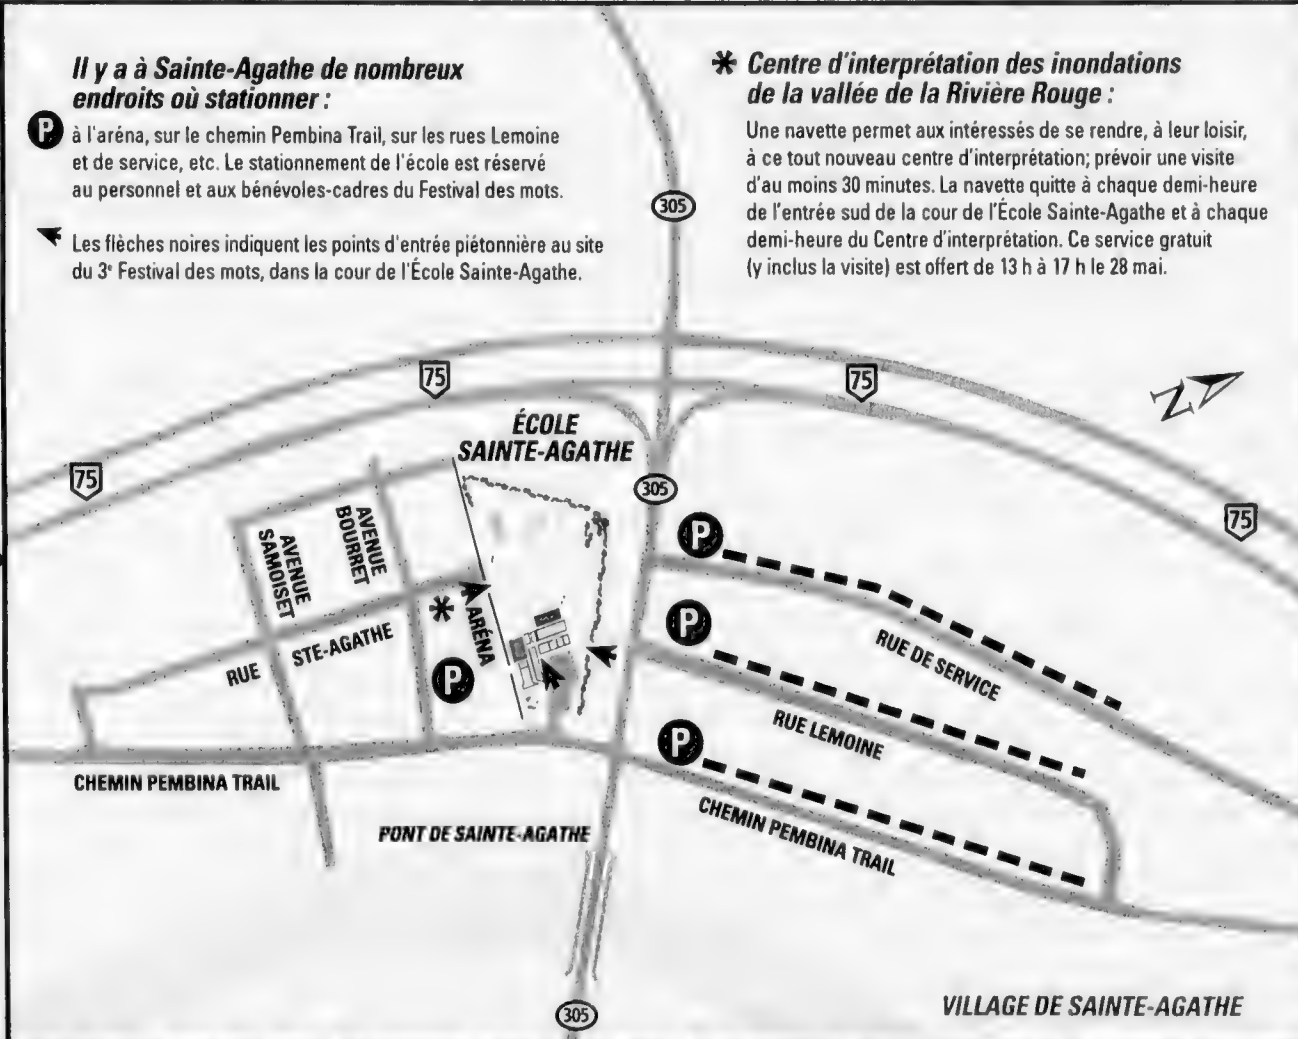 Il y a à Sainte-Agathe de nombreux
endroits où stationner :
P à l'aréna, sur le chemin Pembina Trail, sur les rues Lemoine
et de service, etc. Le stationnement de l'école est réservé
au personnel et aux bénévoles-cadres du Festival des mots.
Les flèches noires indiquent les points d'entrée piétonnière au site
du 3e Festival des mots, dans la cour de l'École Sainte-Agathe.
* Centre d'interprétation des inondations
de la vallée de la Rivière Rouge :
Une navette permet aux intéressés de se rendre, à leur loisir,
à ce tout nouveau centre d'interprétation; prévoir une visite
d'au moins 30 minutes. La navette quitte à chaque demi-heure
de l'entrée sud de la cour de l'École Sainte-Agathe et à chaque
demi-heure du Centre d'interprétation. Ce service gratuit
(y inclus la visite) est offert de 13 h à 17 h le 28 mai.
305
75
75
N
ÉCOLE
SAINTE-AGATHE
75
305
75
P
AVENUE
BOURRET
AVENUE
SAMOISET
*
ARÉNA
P
RUE STE-AGATHE
P
RUE DE SERVICE
RUE LEMOINE
P
CHEMIN PEMBINA TRAIL
CHEMIN PEMBINA TRAIL
PONT DE SAINTE-AGATHE
VILLAGE DE SAINTE-AGATHE
305